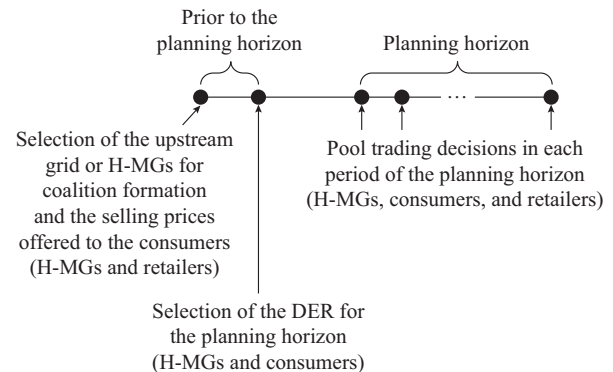 Prior to the
planning horizon
Planning horizon
...
Selection of the upstream
grid or H-MGs for
coalition formation
and the selling prices
offered to the consumers
(H-MGs and retailers)
Pool trading decisions in each
period of the planning horizon
(H-MGs, consumers, and retailers)
Selection of the DER for
the planning horizon
(H-MGs and consumers)